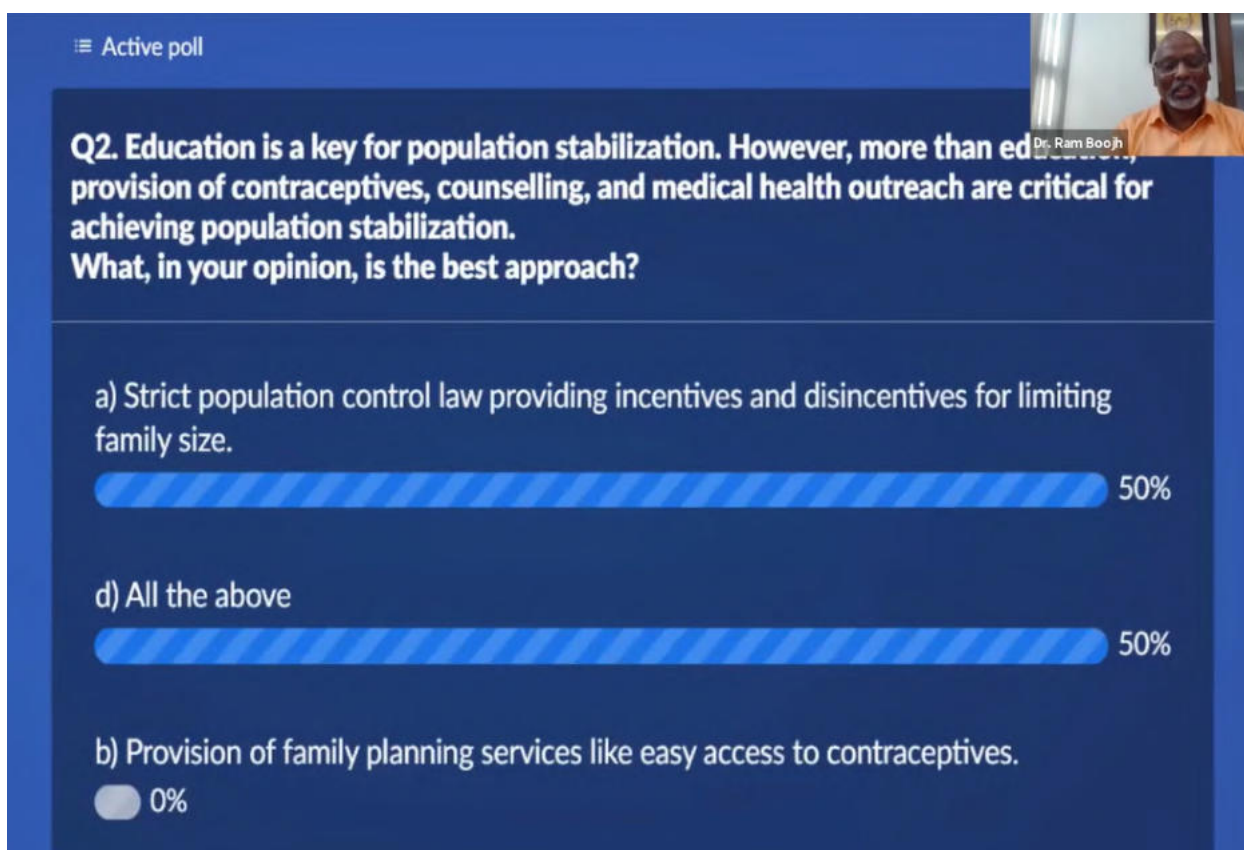 Active poll
Q2. Education is a key for population stabilization. However, more than
provision of contraceptives, counselling, and medical health outreach are critical for
achieving population stabilization.
What, in your opinion, is the best approach?
Dr. Ram Boojh
a) Strict population control law providing incentives and disincentives for limiting
family size.
50%
d) All the above
50%
b) Provision of family planning services like easy access to contraceptives.
0%